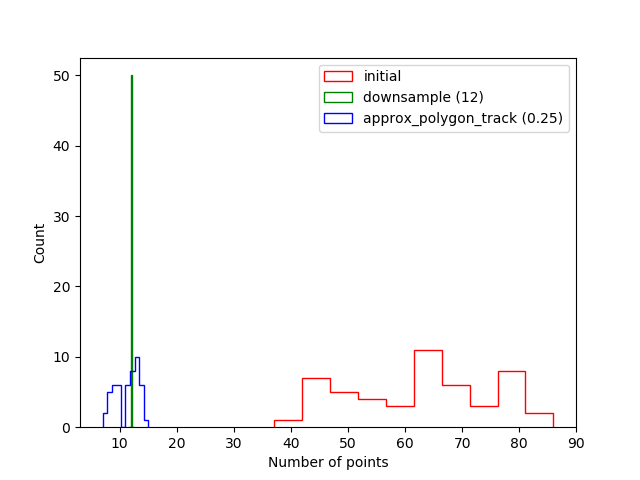 50
40
30
20
10
0
Count
initial
downsample (12)
approx_polygon_track (0.25)
10 20 30 40 50 60 70 80 90
Number of points